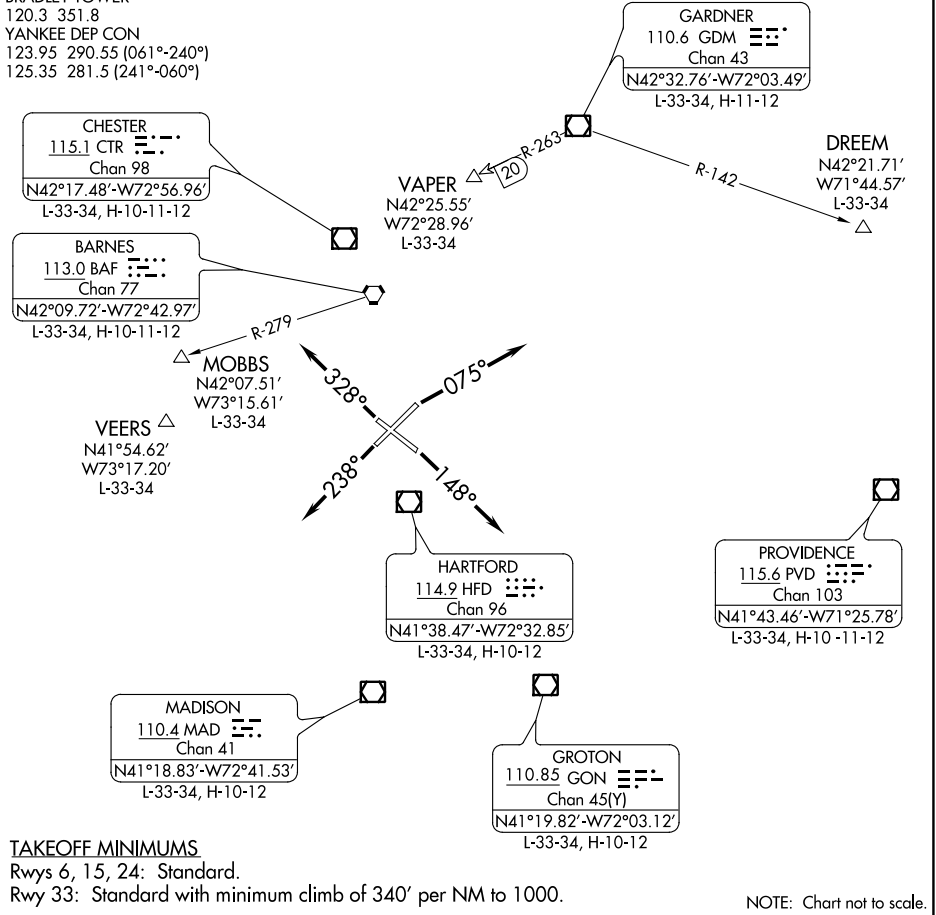 120.3 351.8
YANKEE DEP CON
123.95 290.55 (061°-240°)
125.35 281.5 (241°-060°)
GARDNER
110.6 GDM
Chan 43
N42°32.76′-W72°03.49′
L-33-34, H-11-12
CHESTER
115.1 CTR
Chan 98
N42°17.48′-W72°56.96′
L-33-34, H-10-11-12
R-263
20
VAPER
N42°25.55′
W72°28.96′
L-33-34
R-142
DREEM
N42°21.71′
W71°44.57′
L-33-34
BARNES
113.0 BAF
Chan 77
N42°09.72′-W72°42.97′
L-33-34, H-10-11-12
R-279
MOBBS
N42°07.51′
W73°15.61′
L-33-34
VEERS
N41°54.62′
W73°17.20′
L-33-34
328°
075°
238°
148°
HARTFORD
114.9 HFD
Chan 96
N41°38.47′-W72°32.85′
L-33-34, H-10-12
PROVIDENCE
115.6 PVD
Chan 103
N41°43.46′-W71°25.78′
L-33-34, H-10 -11-12
MADISON
110.4 MAD
Chan 41
N41°18.83′-W72°41.53′
L-33-34, H-10-12
GROTON
110.85 GON
Chan 45(Y)
N41°19.82′-W72°03.12′
L-33-34, H-10-12
TAKEOFF MINIMUMS
Rwys 6, 15, 24: Standard.
Rwy 33: Standard with minimum climb of 340′ per NM to 1000.
NOTE: Chart not to scale.